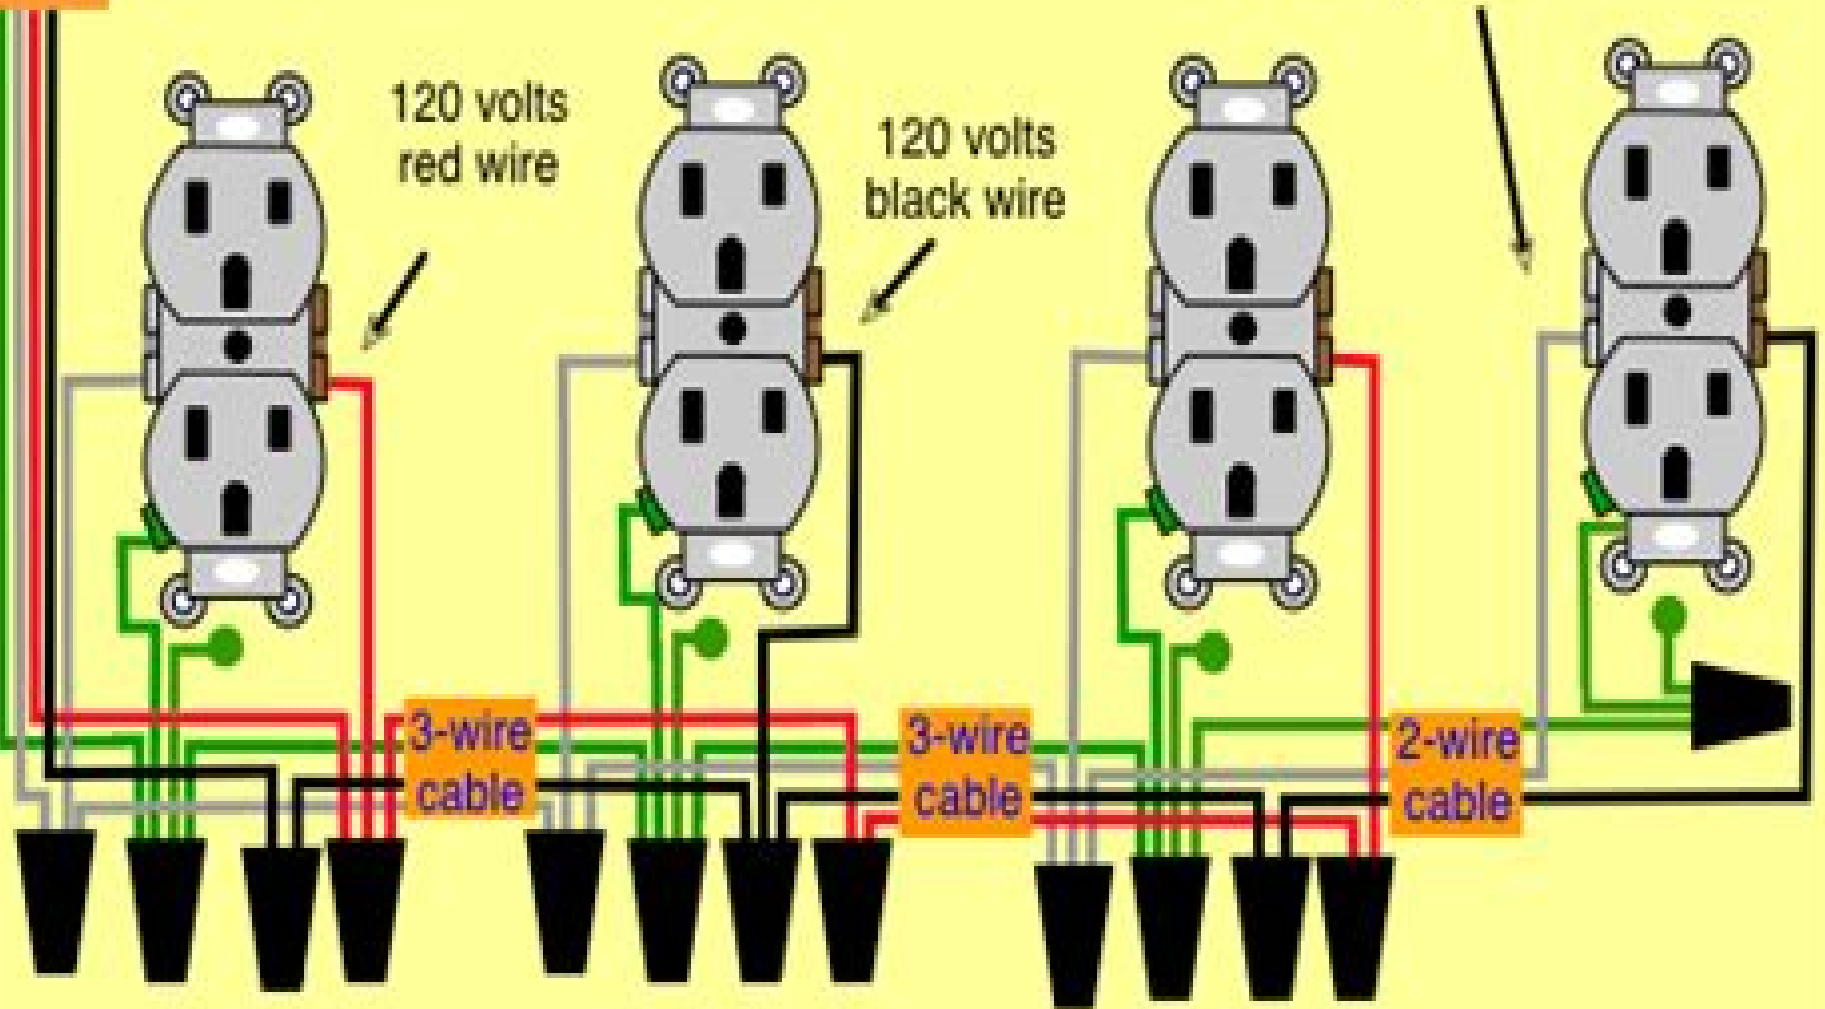 120 volts
red wire
120 volts
black wire
3-wire
cable
3-wire
cable
2-wire
cable